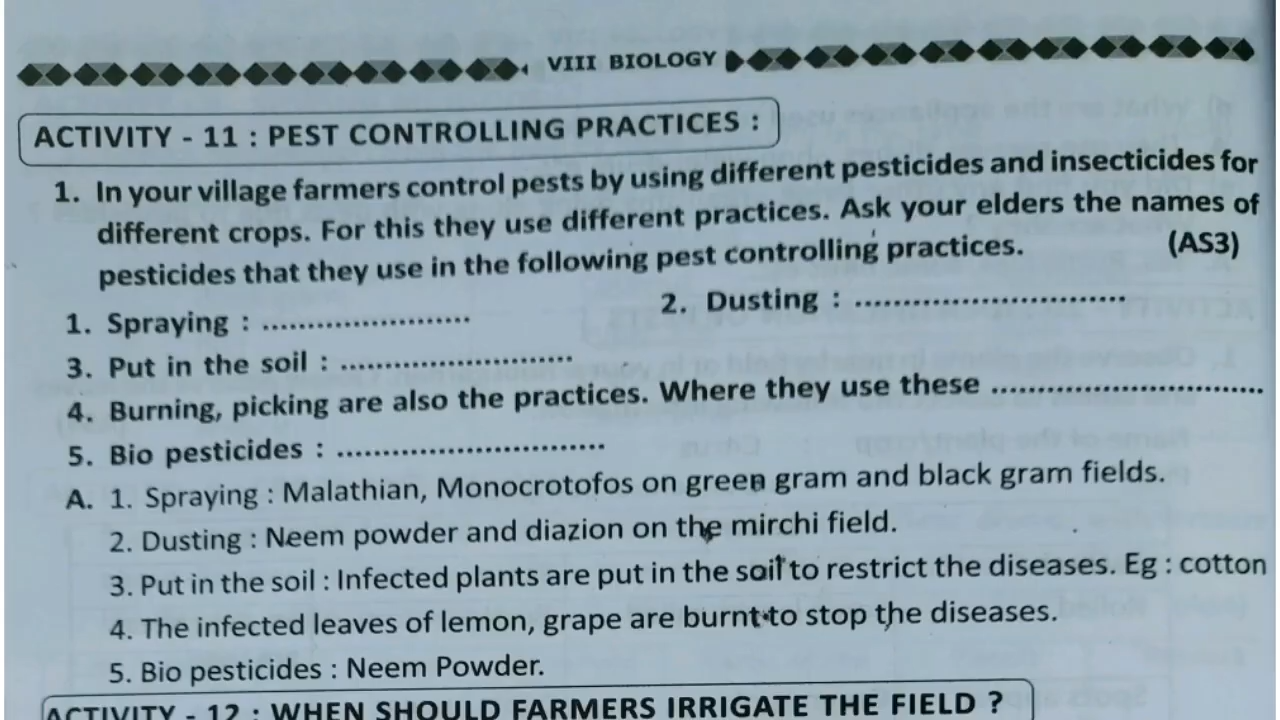 VIII BIOLOGY
ACTIVITY - 11 : PEST CONTROLLING PRACTICES :
1. In your village farmers control pests by using different pesticides and insecticides for
different crops. For this they use different practices. Ask your elders the names of
pesticides that they use in the following pest controlling practices. (AS3)
1. Spraying : ........................ 2. Dusting : ..............................
3. Put in the soil : ..........................
4. Burning, picking are also the practices. Where they use these ..............................
5. Bio pesticides : ..............................
A. 1. Spraying : Malathian, Monocrotofos on green gram and black gram fields.
2. Dusting : Neem powder and diazion on the mirchi field.
3. Put in the soil : Infected plants are put in the soil to restrict the diseases. Eg : cotton
4. The infected leaves of lemon, grape are burnt to stop the diseases.
5. Bio pesticides : Neem Powder.
ACTIVITY - 12 : WHEN SHOULD FARMERS IRRIGATE THE FIELD ?